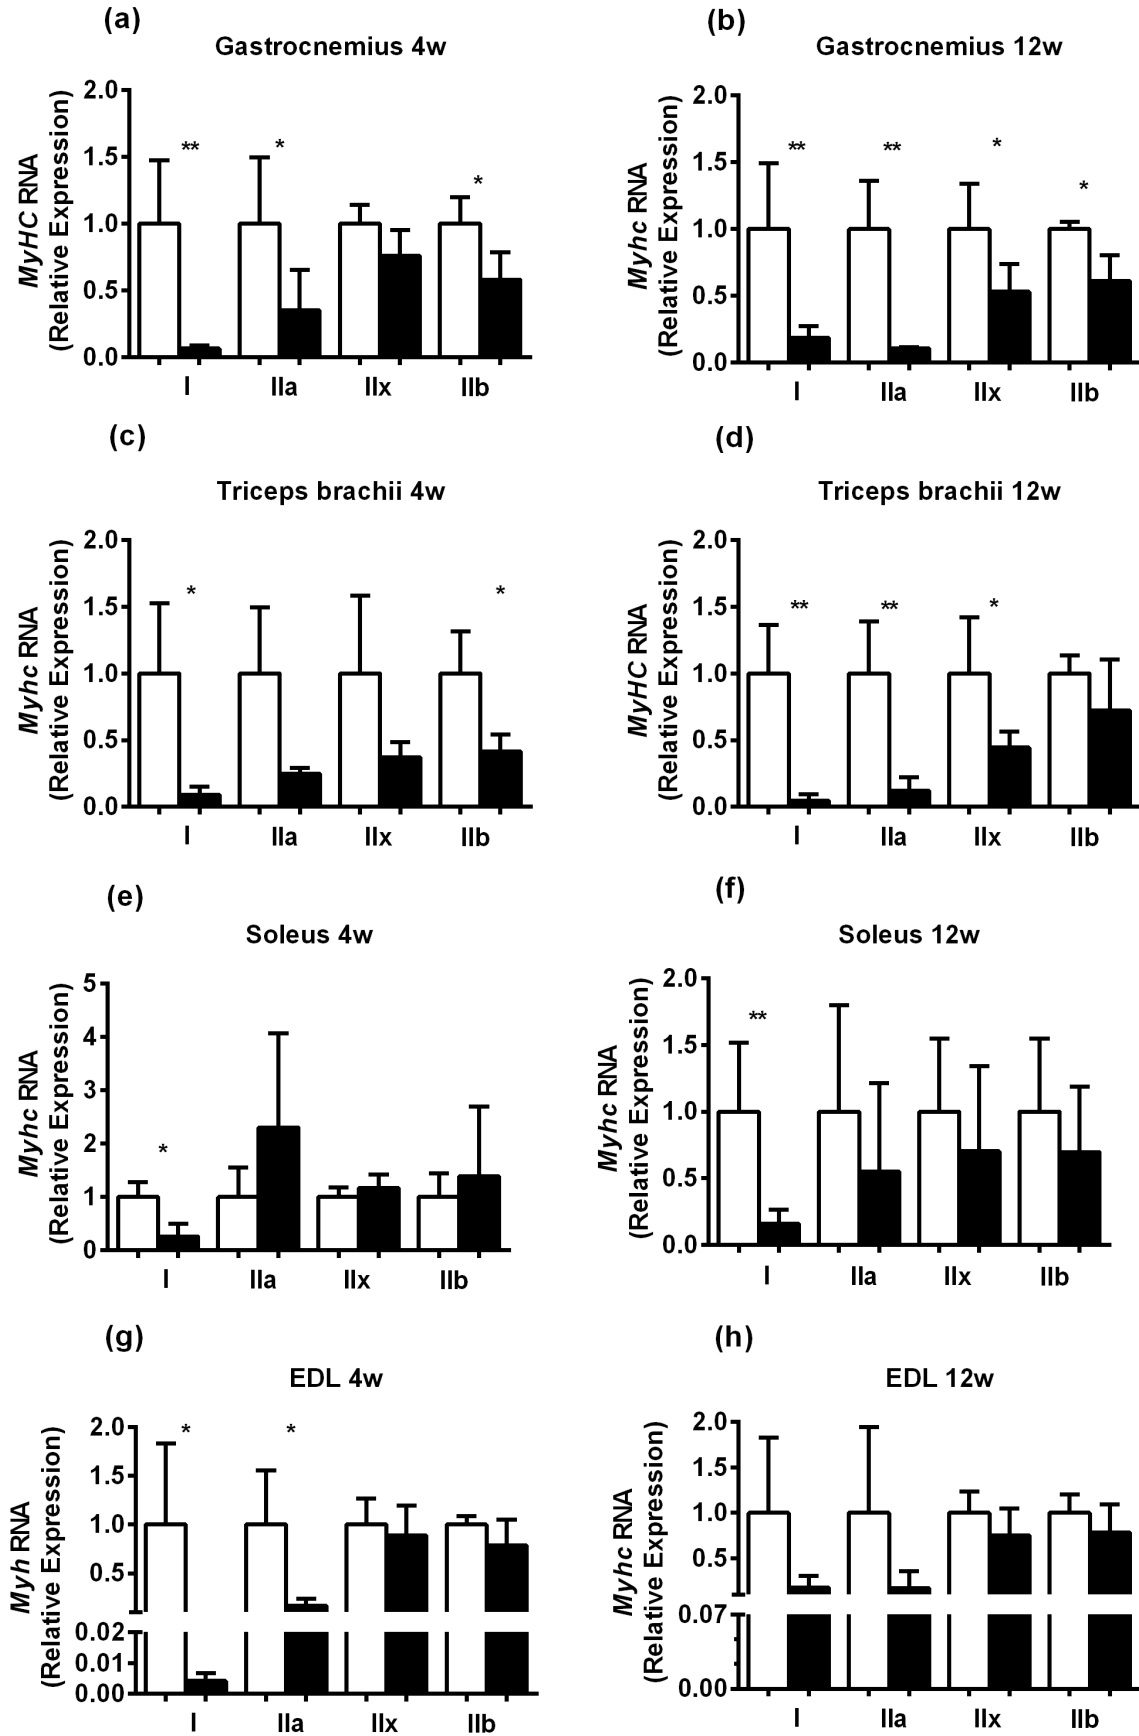 (a)
Gastrocnemius 4w
MyHC RNA
(Relative Expression)
2.0
1.5
1.0
0.5
0.0
** * *
I IIa IIx IIb
(b)
Gastrocnemius 12w
Myhc RNA
(Relative Expression)
2.0
1.5
1.0
0.5
0.0
** ** * *
I IIa IIx IIb
(c)
Triceps brachii 4w
Myhc RNA
(Relative Expression)
2.0
1.5
1.0
0.5
0.0
* *
I IIa IIx IIb
(d)
Triceps brachii 12w
MyHC RNA
(Relative Expression)
2.0
1.5
1.0
0.5
0.0
** ** *
I IIa IIx IIb
(e)
Soleus 4w
Myhc RNA
(Relative Expression)
5
4
3
2
1
0
*
I IIa IIx IIb
(f)
Soleus 12w
Myhc RNA
(Relative Expression)
2.0
1.5
1.0
0.5
0.0
**
I IIa IIx IIb
(g)
EDL 4w
Myh RNA
(Relative Expression)
2.0
1.5
1.0
0.5
0.02
0.01
0.00
* *
I IIa IIx IIb
(h)
EDL 12w
Myhc RNA
(Relative Expression)
2.0
1.5
1.0
0.5
0.07
0.00
I IIa IIx IIb